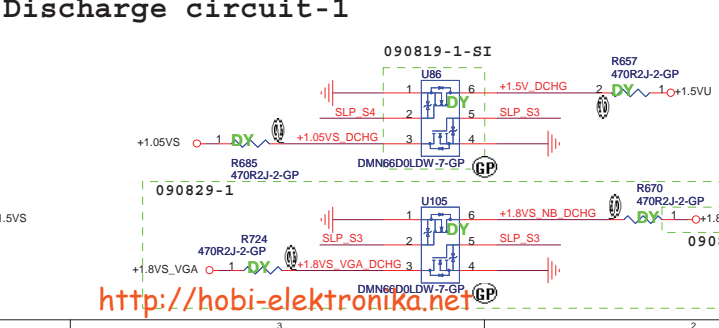 Discharge circuit-1
090819-1-SI
R657
470R2J-2-GP
U86
1 6 +1.5V_DCHG 2 DY 1 +1.5VU
DY
SLP_S4 2 5 SLP_S3
+1.05VS 1 DY 2 +1.05VS_DCHG 3 4
R685
470R2J-2-GP
DMN66D0LDW-7-GP
GP
090829-1
R670
470R2J-2-GP
U105
1 6 +1.8VS_NB_DCHG 2 DY 1 +1.8
.5VS
DY
R724
470R2J-2-GP
SLP_S3 2 5 SLP_S3
090
+1.8VS_VGA 1 DY 2 +1.8VS_VGA_DCHG 3 4
DMN66D0LDW-7-GP
GP
http://hobi-elektronika.net
3 2